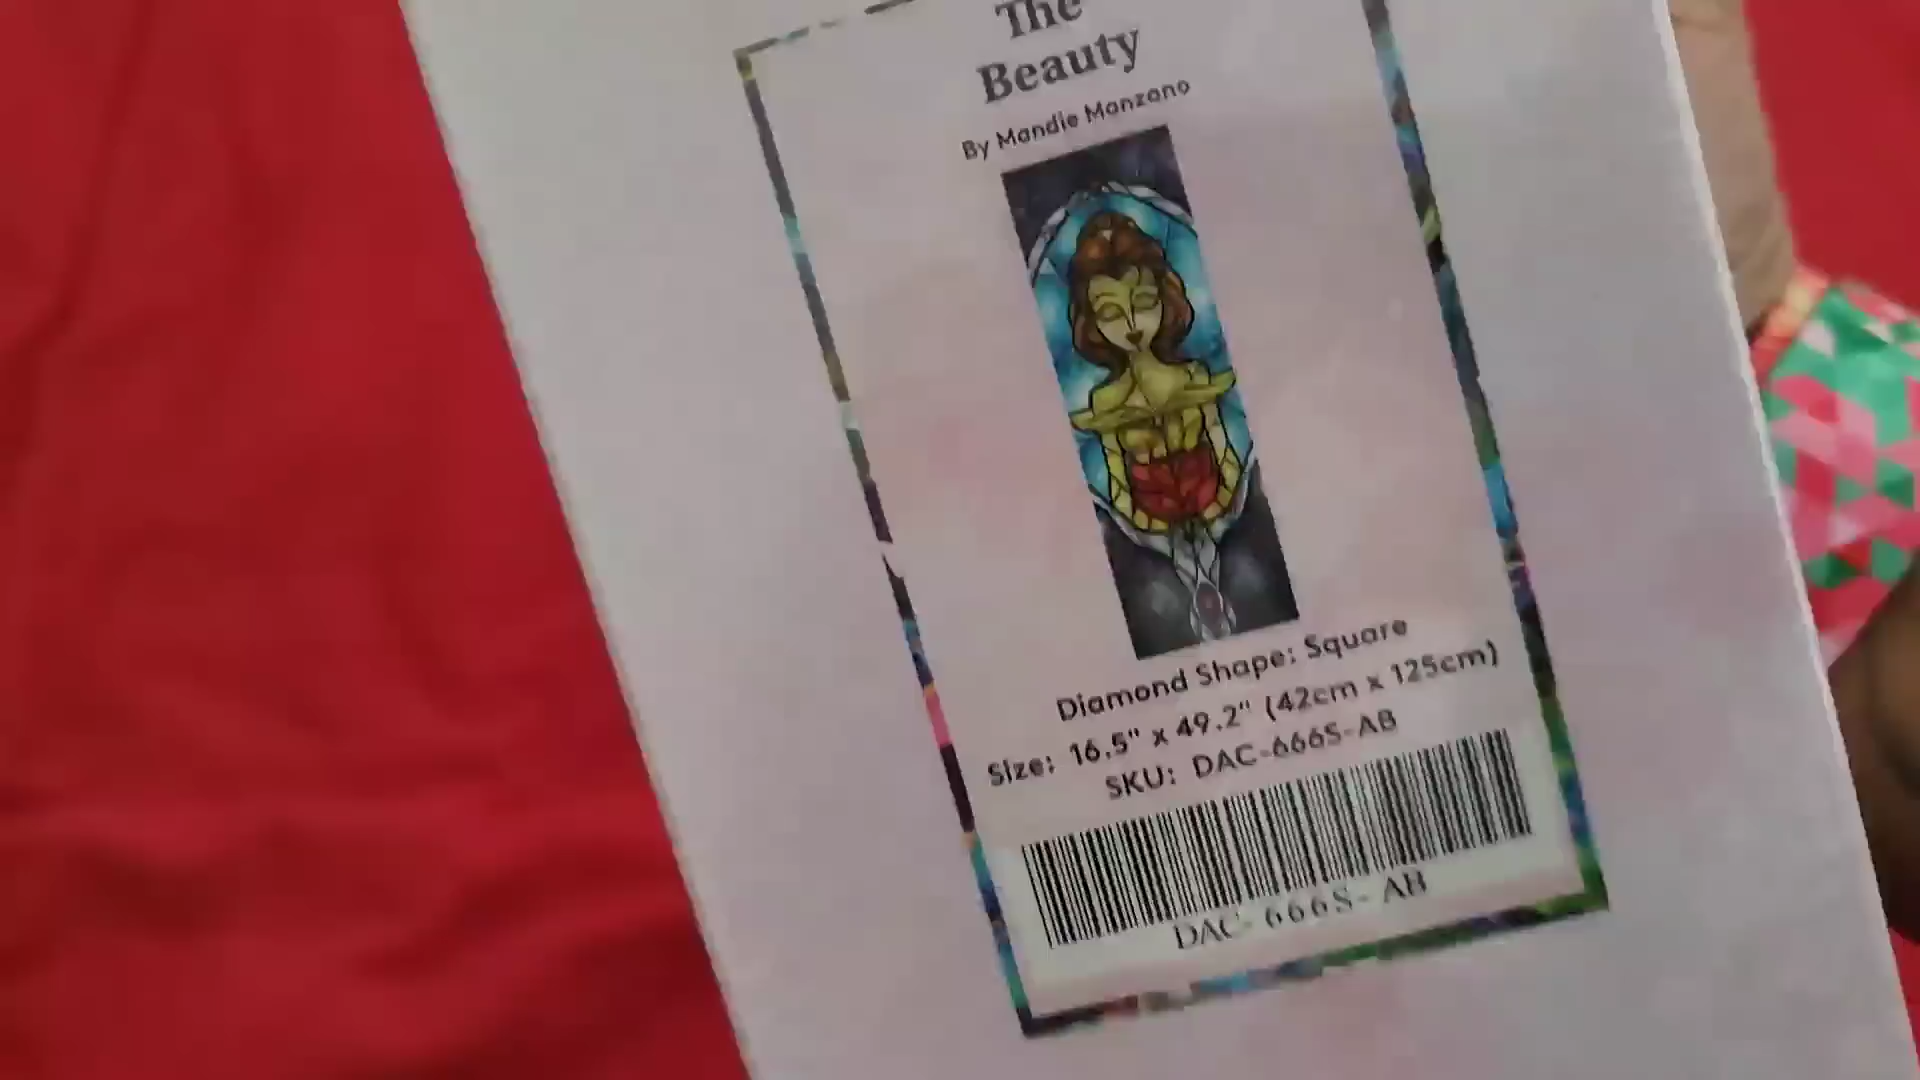 The
Beauty
By Mandie Manzano
Diamond Shape: Square
Size: 16.5" x 49.2" (42cm x 125cm)
SKU: DAC-666S-AB
DAC-666S-AB